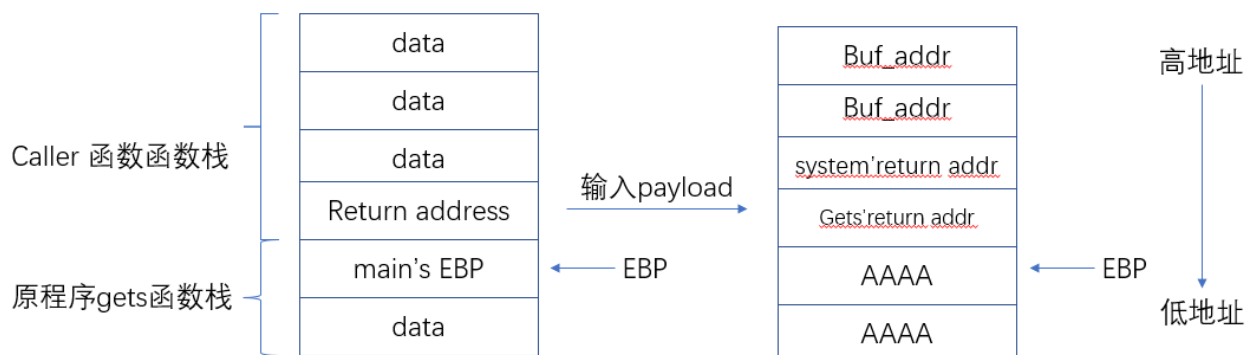 Caller 函数函数栈
原程序gets函数栈
data
data
data
Return address
main's EBP
data
EBP
输入payload
Buf_addr
Buf_addr
system'return addr
Gets'return addr
AAAA
AAAA
EBP
高地址
低地址